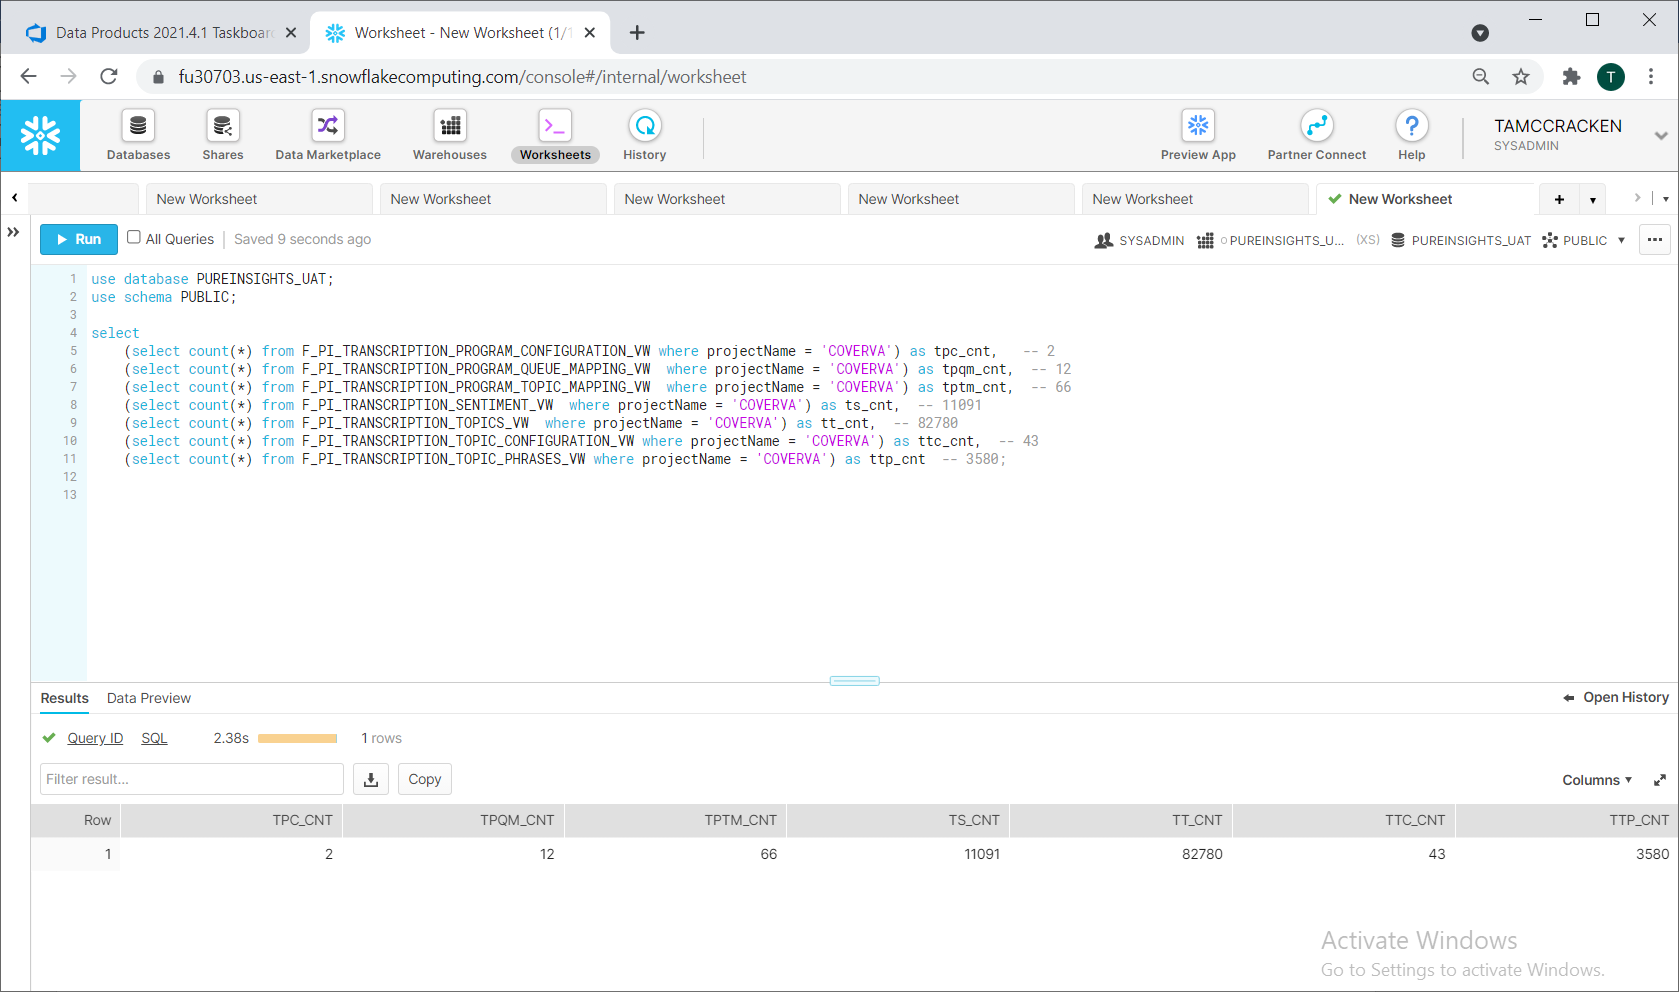 Data Products 2021.4.1 Taskboar
Worksheet - New Worksheet (1/1
fu30703.us-east-1.snowflakecomputing.com/console#/internal/worksheet
T
Databases
Shares
Data Marketplace
Warehouses
Worksheets
History
Preview App
Partner Connect
Help
TAMCCRACKEN
SYSADMIN
New Worksheet
New Worksheet
New Worksheet
New Worksheet
New Worksheet
New Worksheet
Run
All Queries
Saved 9 seconds ago
SYSADMIN
PUREINSIGHTS_U... (XS)
PUREINSIGHTS_UAT
PUBLIC
1 use database PUREINSIGHTS_UAT;
2 use schema PUBLIC;
3
4 select
5 (select count(*) from F_PI_TRANSCRIPTION_PROGRAM_CONFIGURATION_VW where projectName = 'COVERVA') as tpc_cnt, -- 2
6 (select count(*) from F_PI_TRANSCRIPTION_PROGRAM_QUEUE_MAPPING_VW where projectName = 'COVERVA') as tpqm_cnt, -- 12
7 (select count(*) from F_PI_TRANSCRIPTION_PROGRAM_TOPIC_MAPPING_VW where projectName = 'COVERVA') as tptm_cnt, -- 66
8 (select count(*) from F_PI_TRANSCRIPTION_SENTIMENT_VW where projectName = 'COVERVA') as ts_cnt, -- 11091
9 (select count(*) from F_PI_TRANSCRIPTION_TOPICS_VW where projectName = 'COVERVA') as tt_cnt, -- 82780
10 (select count(*) from F_PI_TRANSCRIPTION_TOPIC_CONFIGURATION_VW where projectName = 'COVERVA') as ttc_cnt, -- 43
11 (select count(*) from F_PI_TRANSCRIPTION_TOPIC_PHRASES_VW where projectName = 'COVERVA') as ttp_cnt -- 3580;
12
13
Results
Data Preview
Open History
Query ID
SQL
2.38s
1 rows
Filter result...
Copy
Columns
Row TPC_CNT TPQM_CNT TPTM_CNT TS_CNT TT_CNT TTC_CNT TTP_CNT
1 2 12 66 11091 82780 43 3580
Activate Windows
Go to Settings to activate Windows.